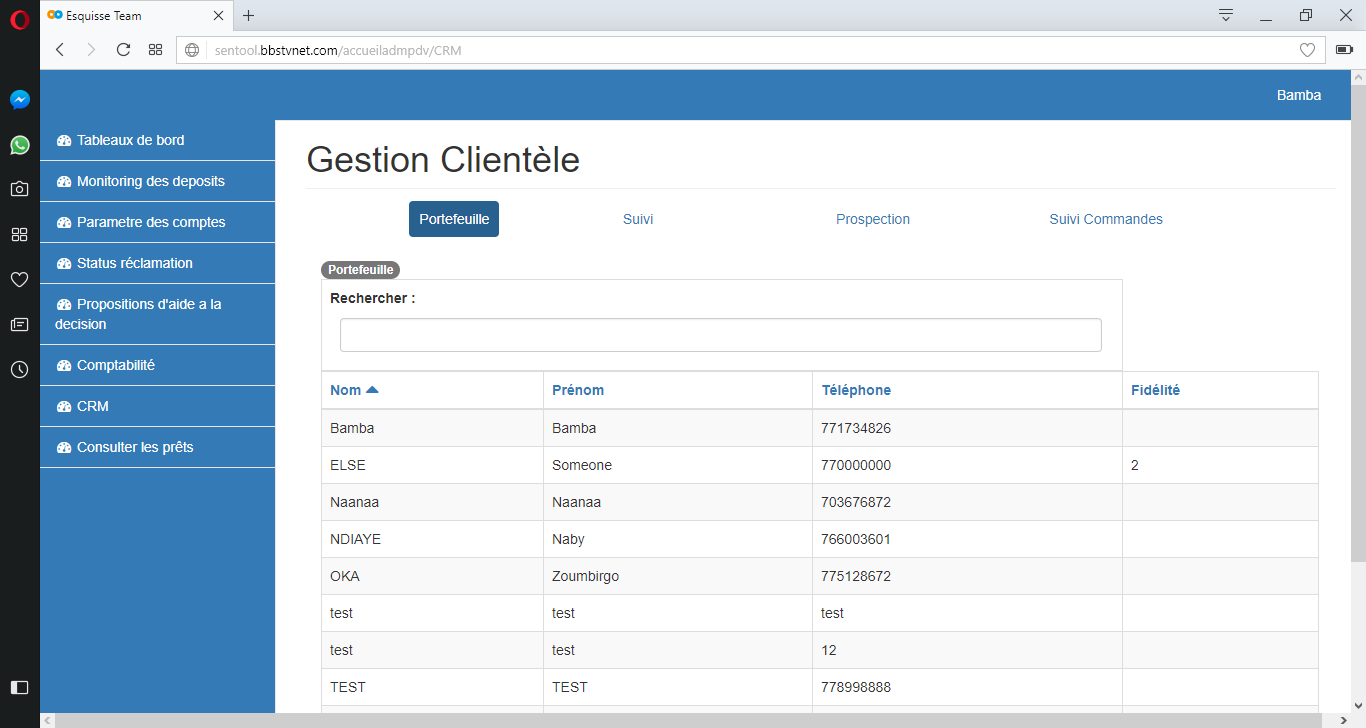 Esquisse Team
sentool.bbstvnet.com/accueiladmpdv/CRM
Bamba
Tableaux de bord
Monitoring des deposits
Parametre des comptes
Status réclamation
Propositions d'aide a la
decision
Comptabilité
CRM
Consulter les prêts
Gestion Clientèle
Portefeuille Suivi Prospection Suivi Commandes
Portefeuille
Rechercher :
Nom Prénom Téléphone Fidélité
Bamba Bamba 771734826
ELSE Someone 770000000 2
Naanaa Naanaa 703676872
NDIAYE Naby 766003601
OKA Zoumbirgo 775128672
test test test
test test 12
TEST TEST 778998888